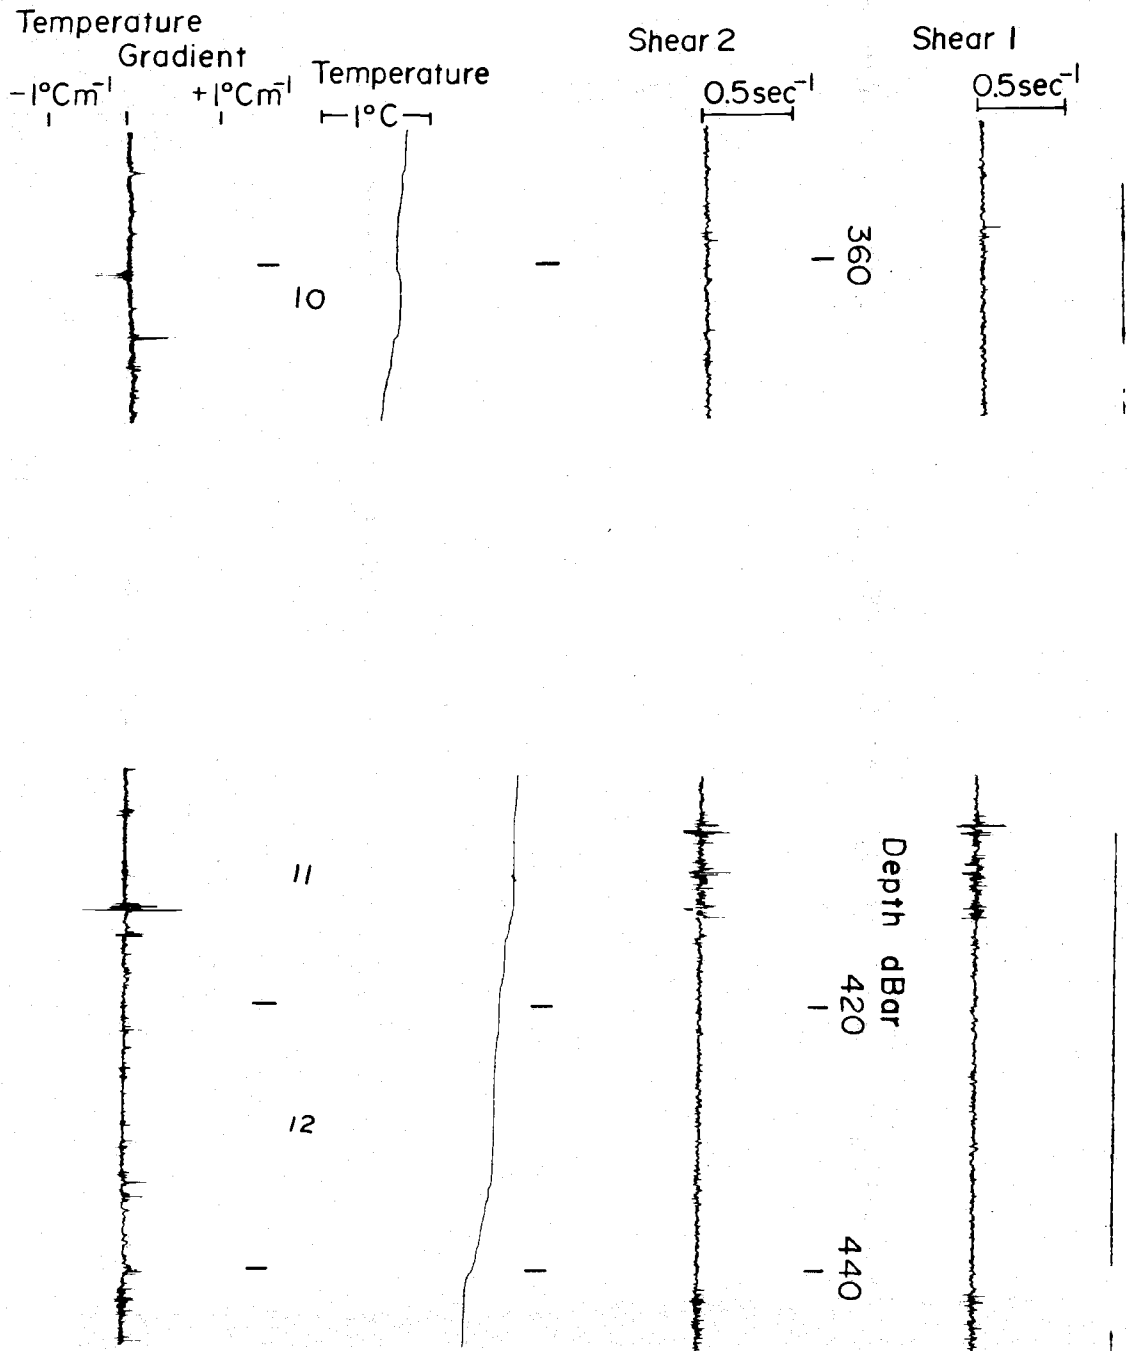 Temperature
Gradient
-1°Cm⁻¹ +1°Cm⁻¹
Temperature
1°C
Shear 2
0.5sec⁻¹
Shear 1
0.5sec⁻¹
360
10
11
Depth dBar
420
12
440